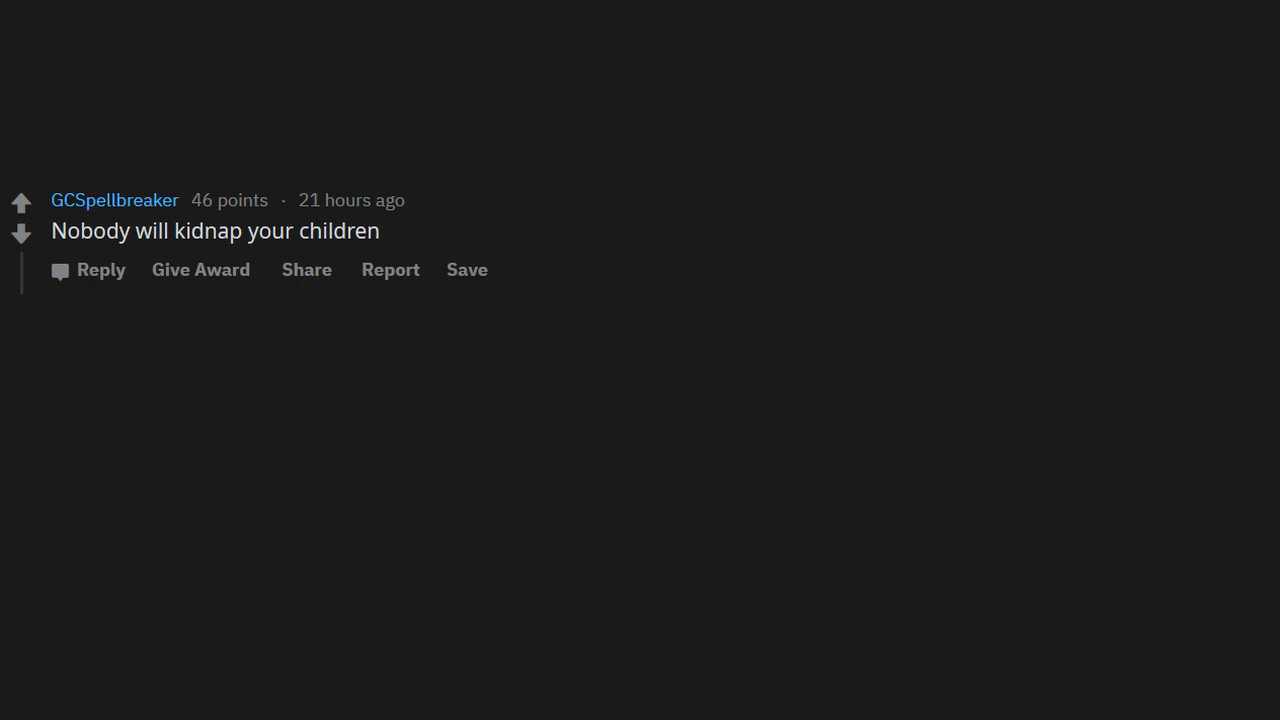 GCSpellbreaker 46 points · 21 hours ago
Nobody will kidnap your children
Reply Give Award Share Report Save